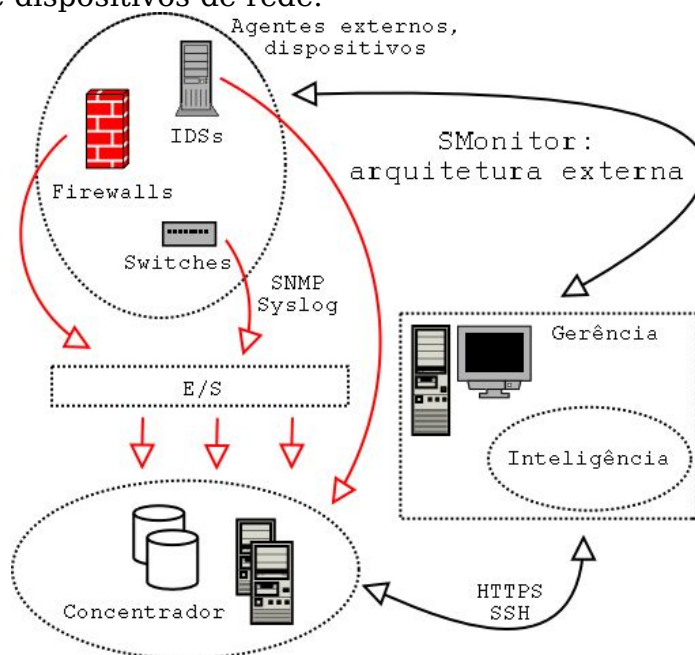 e dispositivos de rede.
Agentes externos,
dispositivos
IDSs
SMonitor:
arquitetura externa
Firewalls
Switches
SNMP
Syslog
Gerência
E/S
Inteligência
Concentrador
HTTPS
SSH